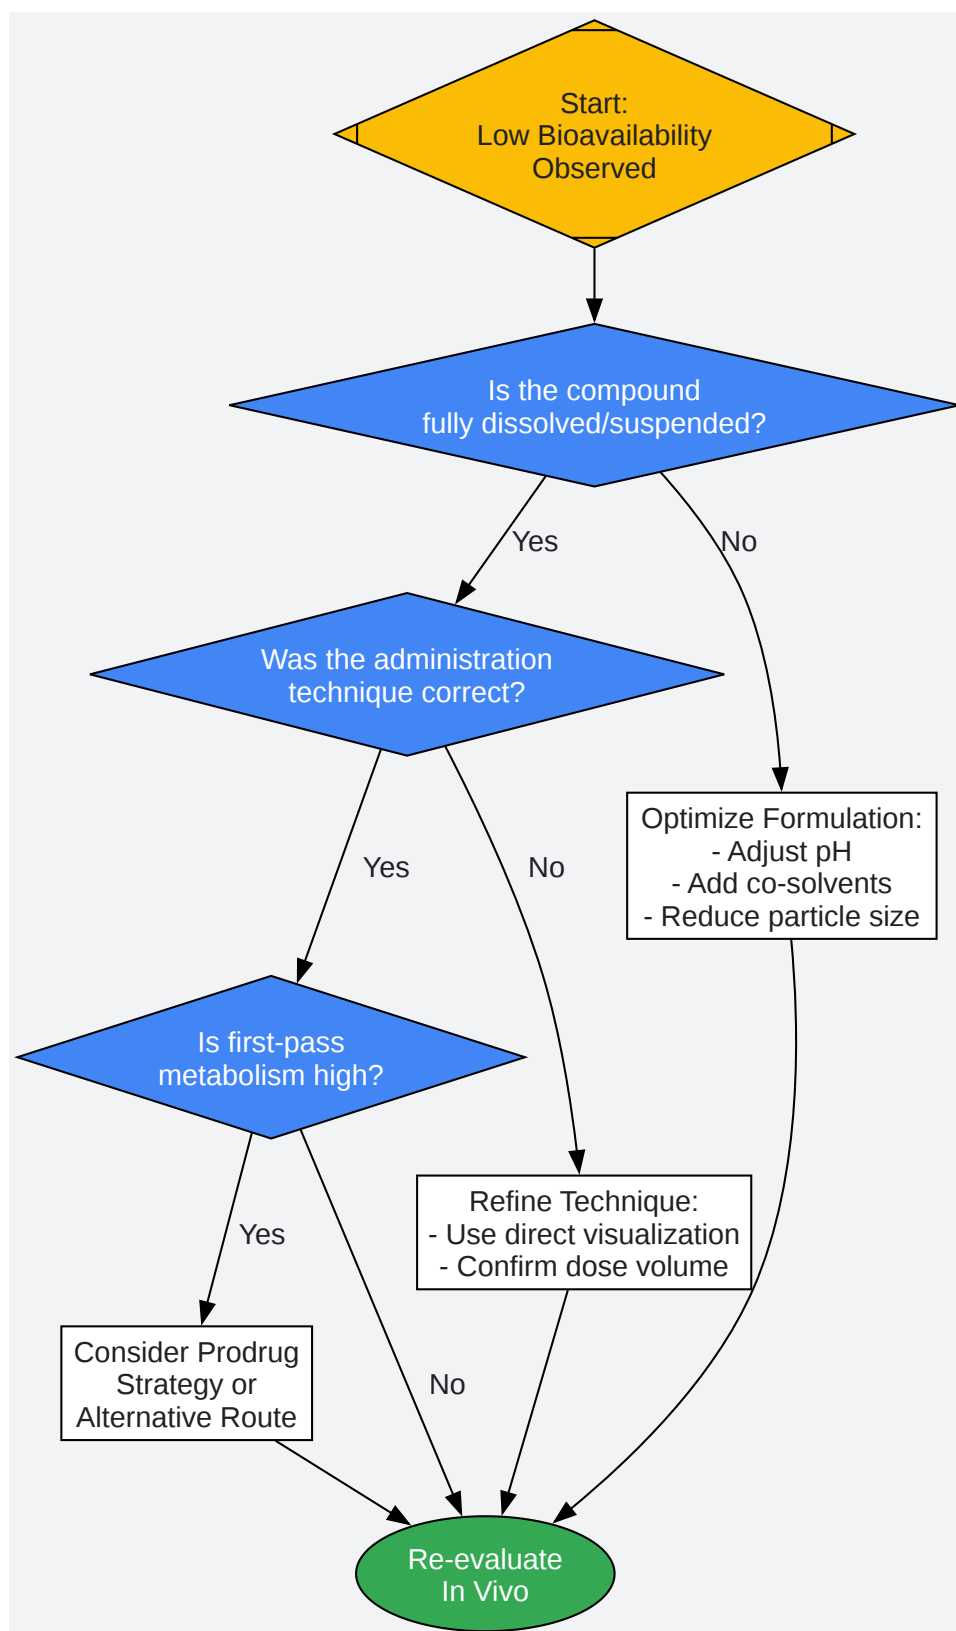 Start:
Low Bioavailability
Observed
Is the compound
fully dissolved/suspended?
Yes
No
Was the administration
technique correct?
Optimize Formulation:
- Adjust pH
- Add co-solvents
- Reduce particle size
Yes
No
Is first-pass
metabolism high?
Refine Technique:
- Use direct visualization
- Confirm dose volume
Yes
No
Consider Prodrug
Strategy or
Alternative Route
Re-evaluate
In Vivo